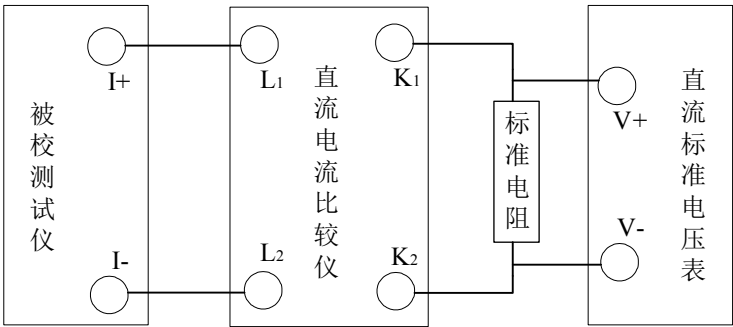 被校测试仪
I+
I-
L1
L2
直流电流比较仪
K1
K2
标准电阻
V+
V-
直流标准电压表